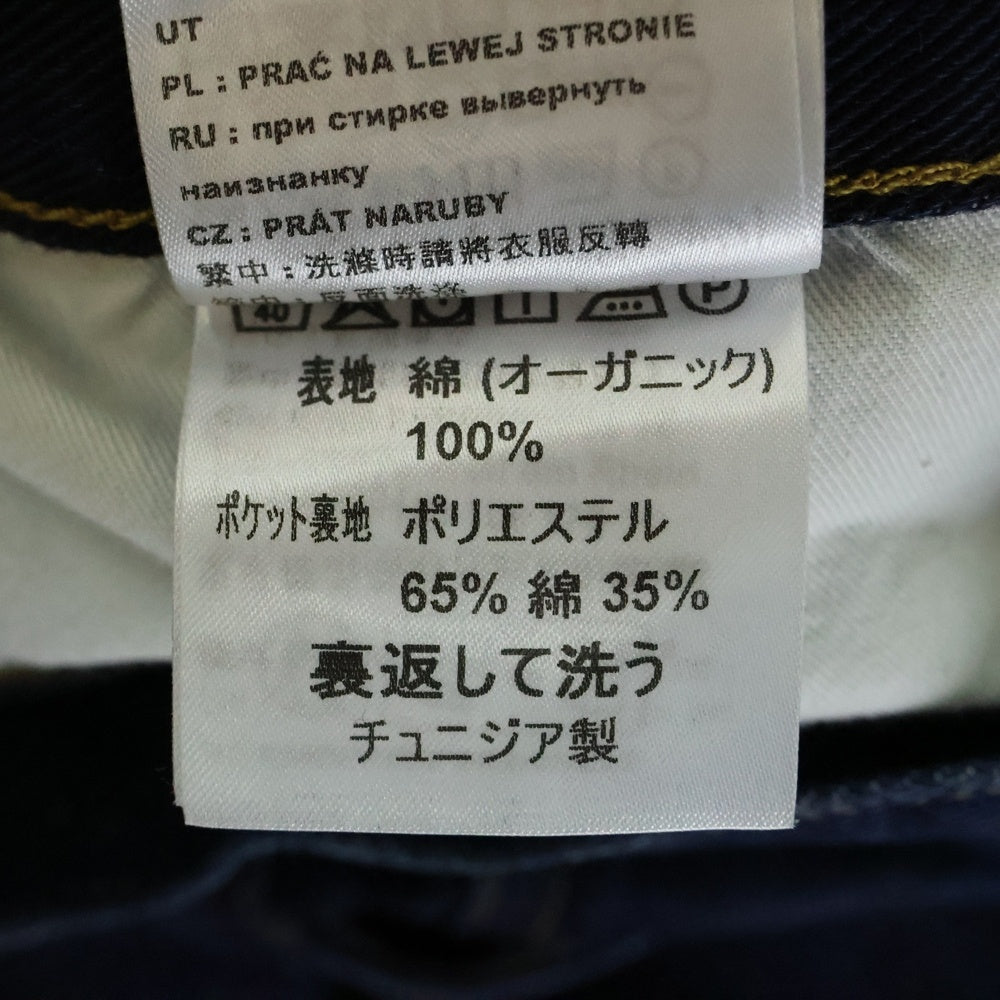 UT
PL : PRAĆ NA LEWEJ STRONIE
RU : при стирке вывернуть
наизнанку
CZ : PRÁT NARUBY
繁中 : 洗滌時請將衣服反轉
40 P
表地 綿 (オーガニック)
100%
ポケット裏地 ポリエステル
65% 綿 35%
裏返して洗う
チュニジア製